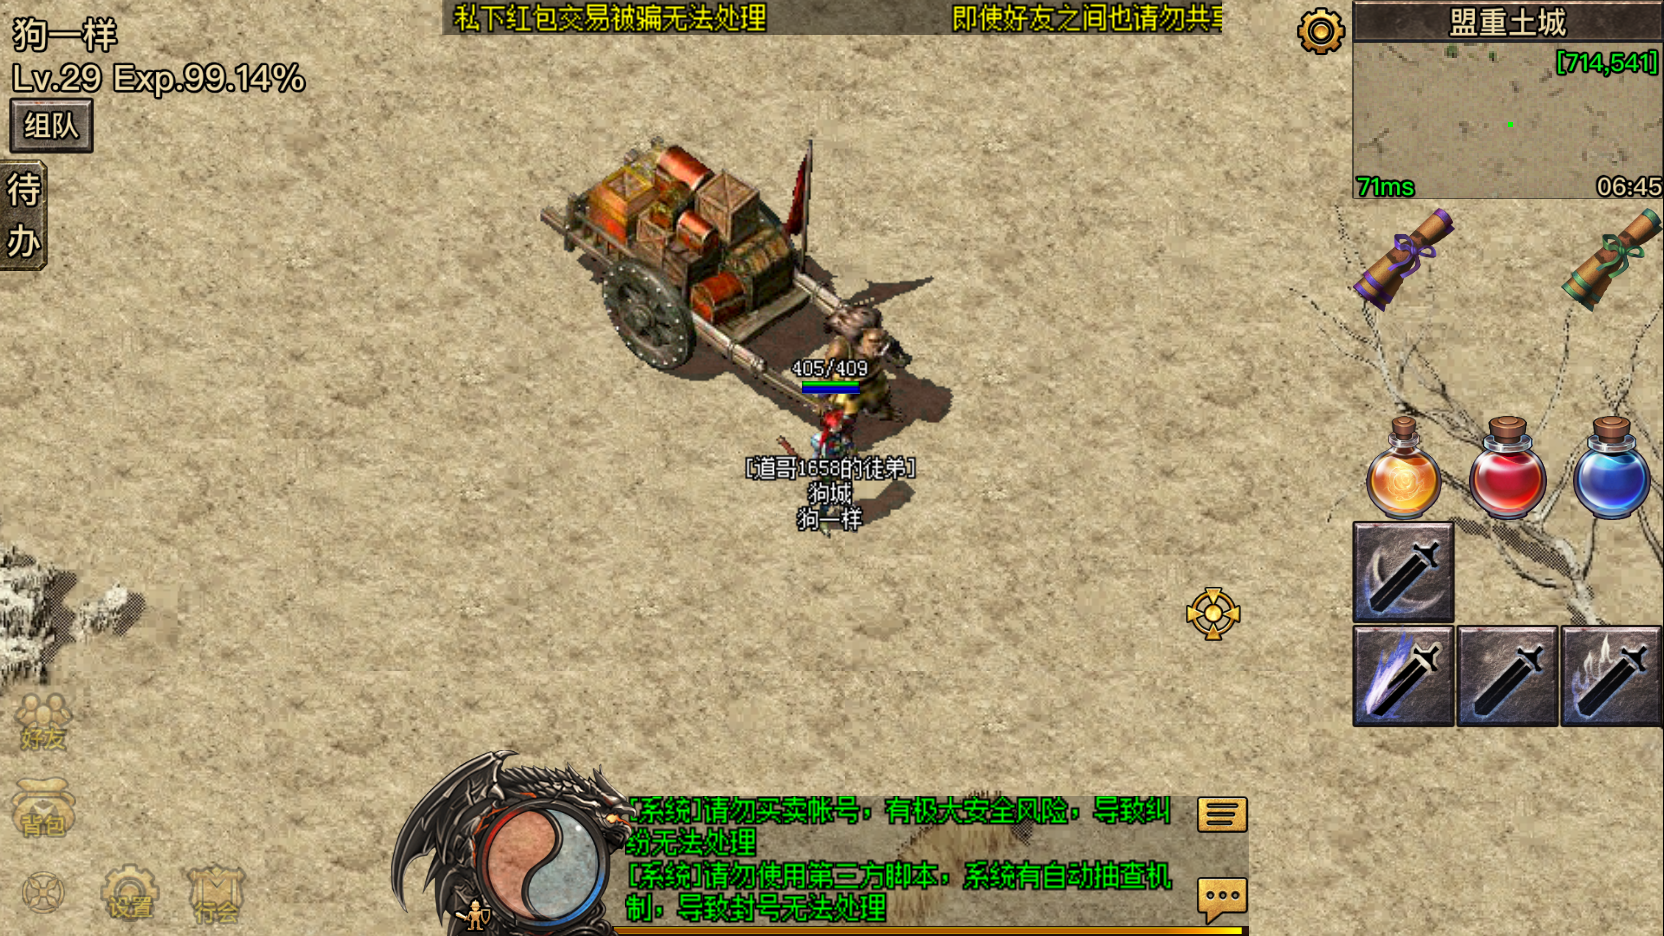 私下红包交易被骗无法处理
即使好友之间也请勿共享
狗一样
Lv.29 Exp.99.14%
组队
待办
盟重土城
[714,541]
71ms
06:45
405/409
[道哥1658的徒弟]
狗城
狗一样
好友
背包
设置
行会
[系统]请勿买卖帐号，有极大安全风险，导致纠
纷无法处理
[系统]请勿使用第三方脚本，系统有自动抽查机
制，导致封号无法处理